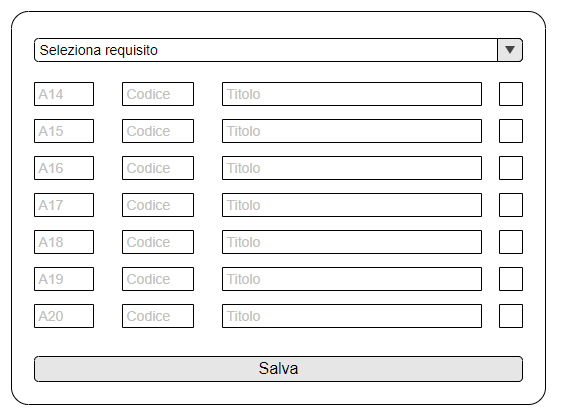 Seleziona requisito
A14 Codice Titolo
A15 Codice Titolo
A16 Codice Titolo
A17 Codice Titolo
A18 Codice Titolo
A19 Codice Titolo
A20 Codice Titolo
Salva